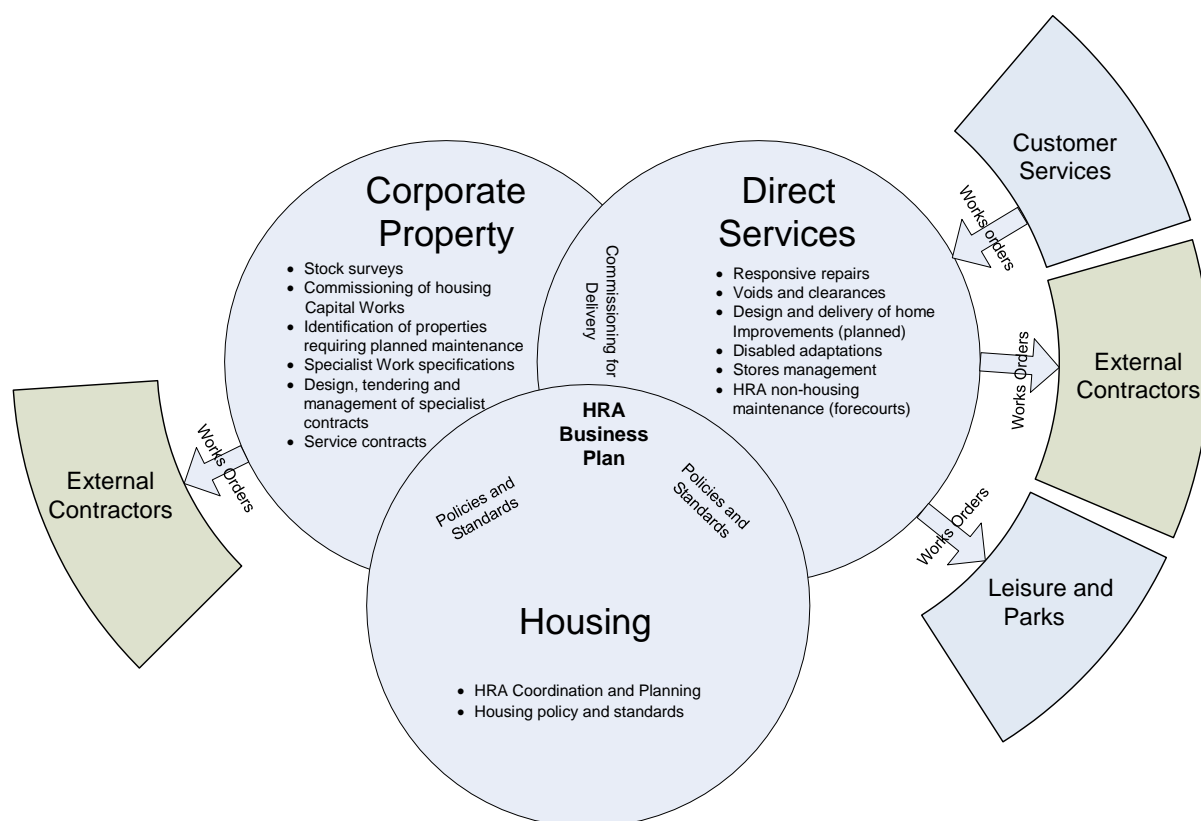 Corporate
Property
• Stock surveys
• Commissioning of housing
Capital Works
• Identification of properties
requiring planned maintenance
• Specialist Work specifications
• Design, tendering and
management of specialist
contracts
• Service contracts
Commissioning for
Delivery
Direct
Services
• Responsive repairs
• Voids and clearances
• Design and delivery of home
Improvements (planned)
• Disabled adaptations
• Stores management
• HRA non-housing
maintenance (forecourts)
HRA
Business
Plan
Policies and
Standards
Policies and
Standards
Housing
• HRA Coordination and Planning
• Housing policy and standards
Works Orders
External
Contractors
Works orders
Customer
Services
Works Orders
External
Contractors
Works Orders
Leisure and
Parks